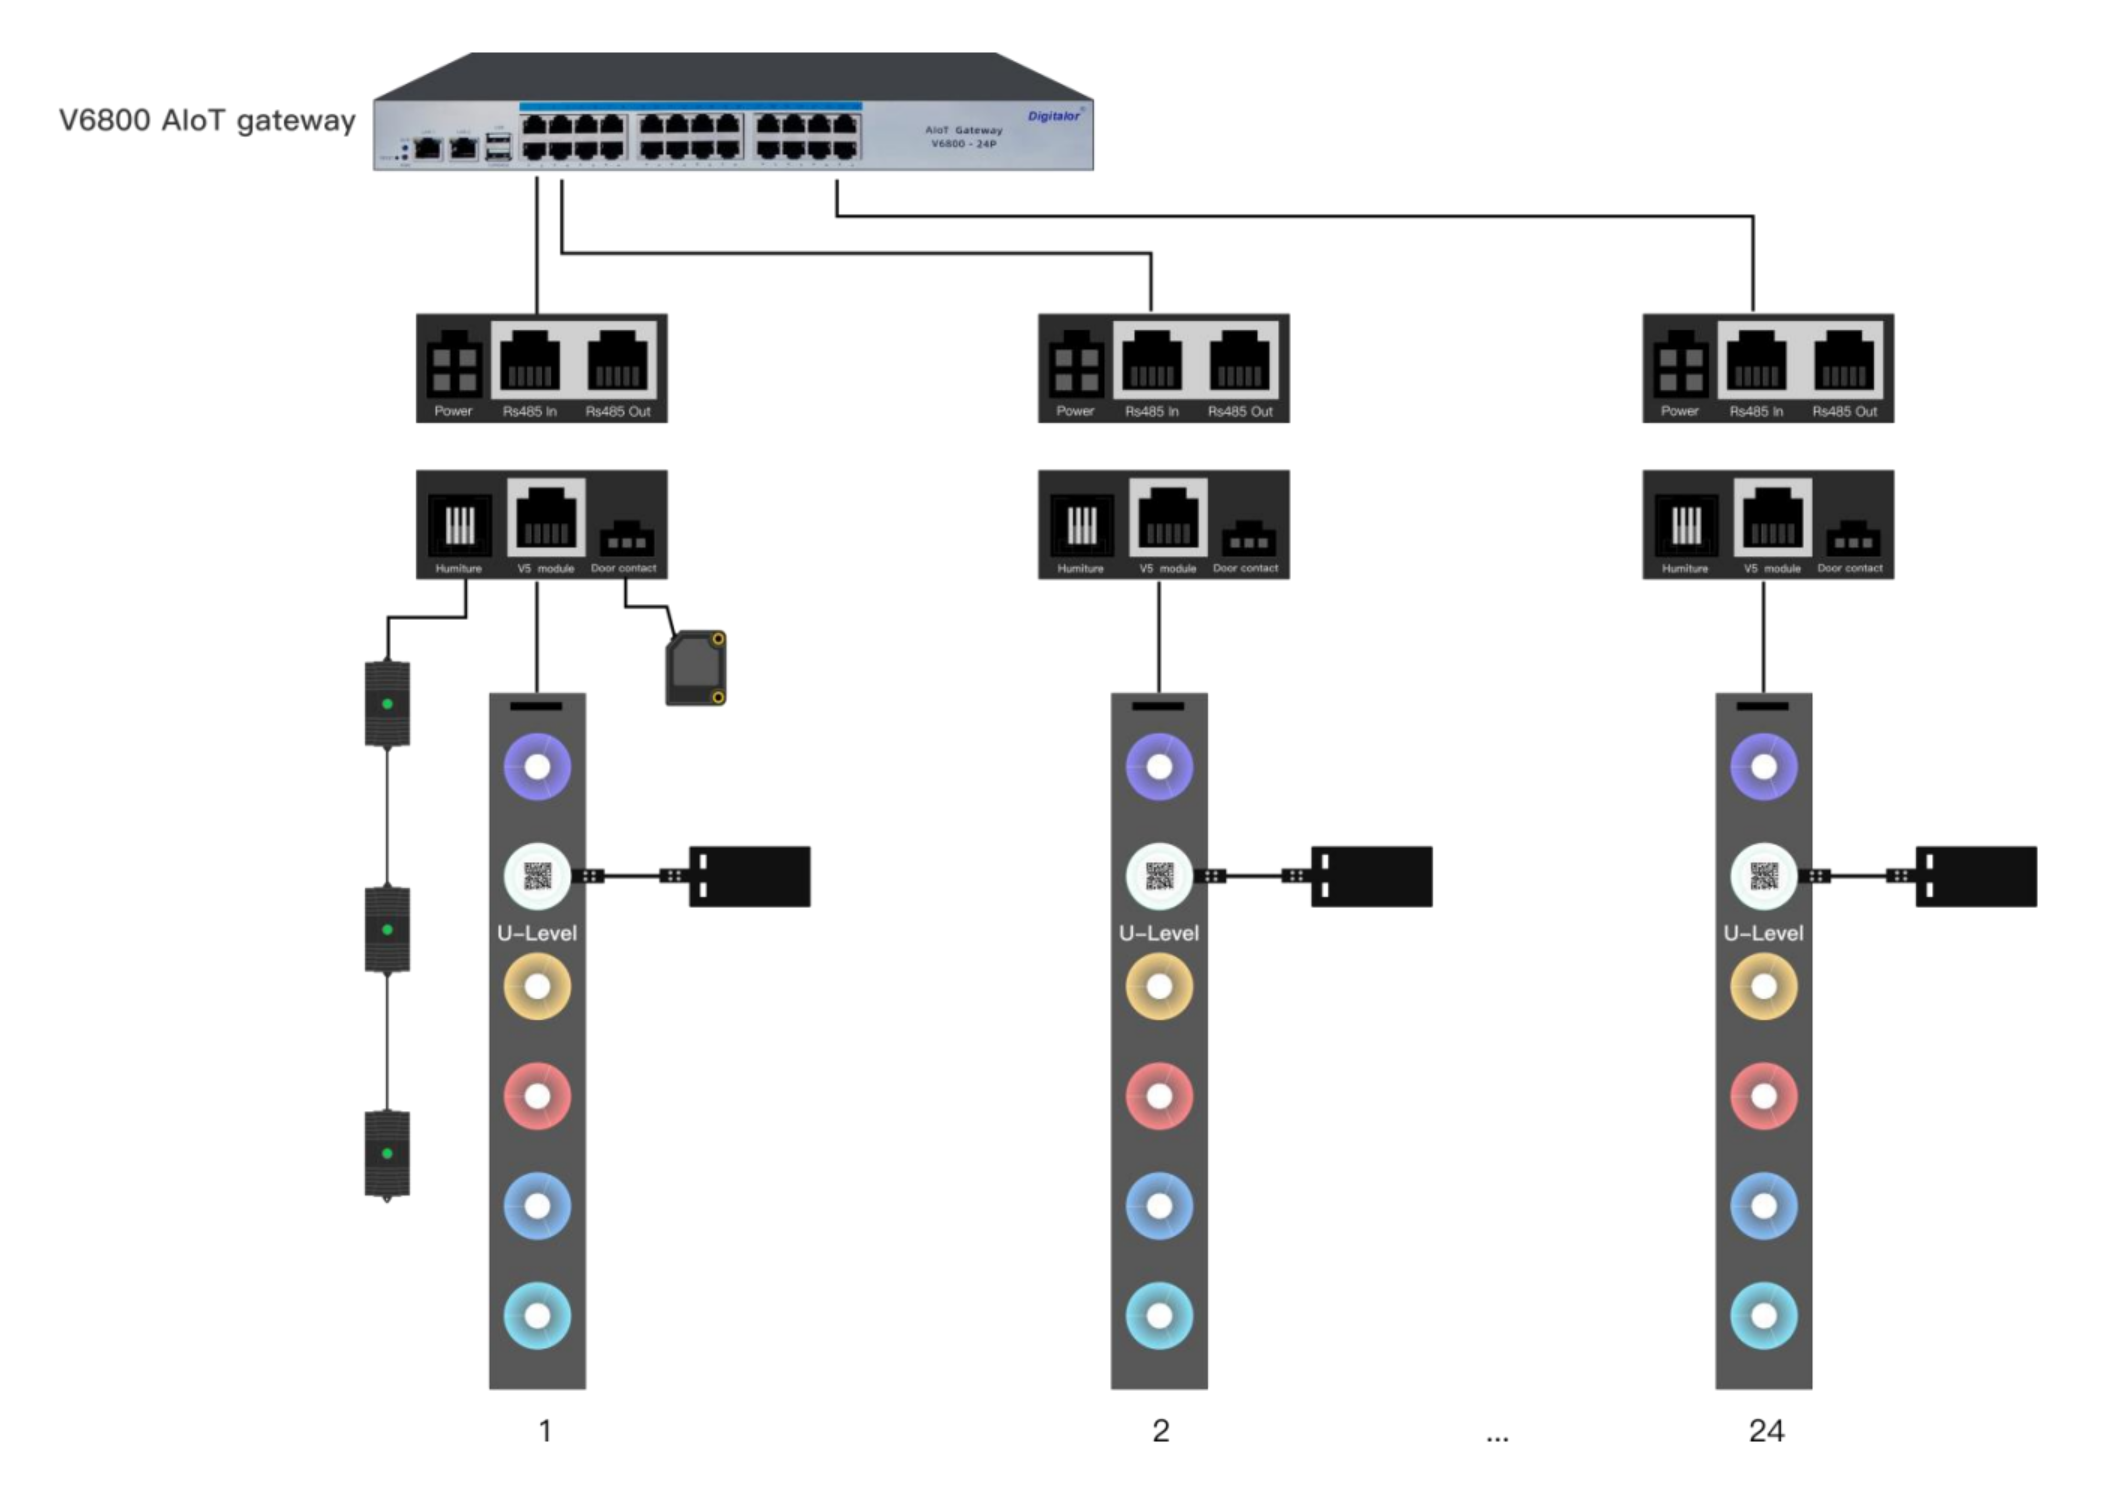 V6800 AIoT gateway
Digitalor
AIoT Gateway
V6800 - 24P
Power Rs485 In Rs485 Out
Power Rs485 In Rs485 Out
Power Rs485 In Rs485 Out
Humiture V5 module Door contact
Humiture V5 module Door contact
Humiture V5 module Door contact
U-Level
U-Level
U-Level
1
2
...
24